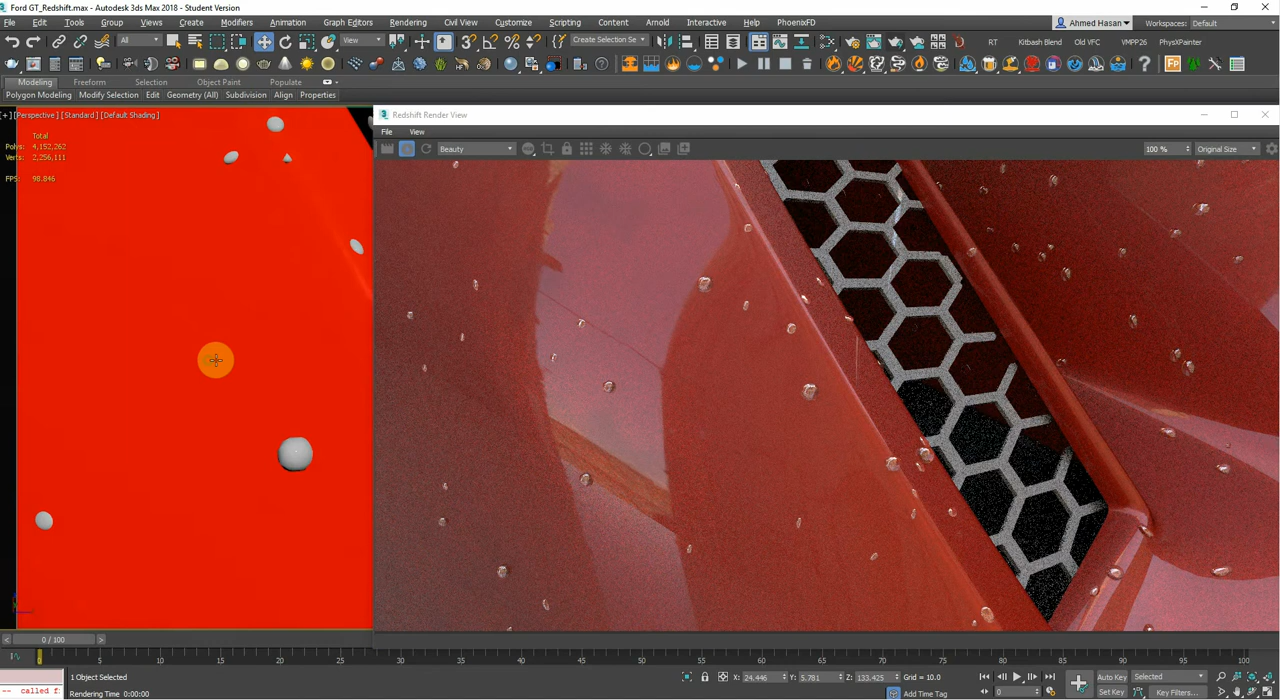 Ford GT_Redshift.max - Autodesk 3ds Max 2018 - Student Version
File Edit Tools Group Views Create Modifiers Animation Graph Editors Rendering Civil View Customize Scripting Content Arnold Interactive Help PhoenixFD Ahmed Hasan Workspaces: Default
All View Create Selection Se RT Kitbash Blend Old VFC VMPP26 PhysXPainter
Modeling Freeform Selection Object Paint Populate
Polygon Modeling Modify Selection Edit Geometry (All) Subdivision Align Properties
[+] [Perspective] [Standard] [Default Shading]
Redshift Render View
File View
Beauty 100 % Original Size
Total
Polys: 4,152,262
Verts: 2,256,111
FPS: 98.846
0 / 100
0 5 10 15 20 25 30 35 40 45 50 55 60 65 70 75 80 85 90 95 100
1 Object Selected X: 24.446 Y: 5.781 Z: 133.425 Grid = 10.0 Auto Key Selected
-- called f:
Rendering Time 0:00:00 Add Time Tag 0 Set Key Key Filters...